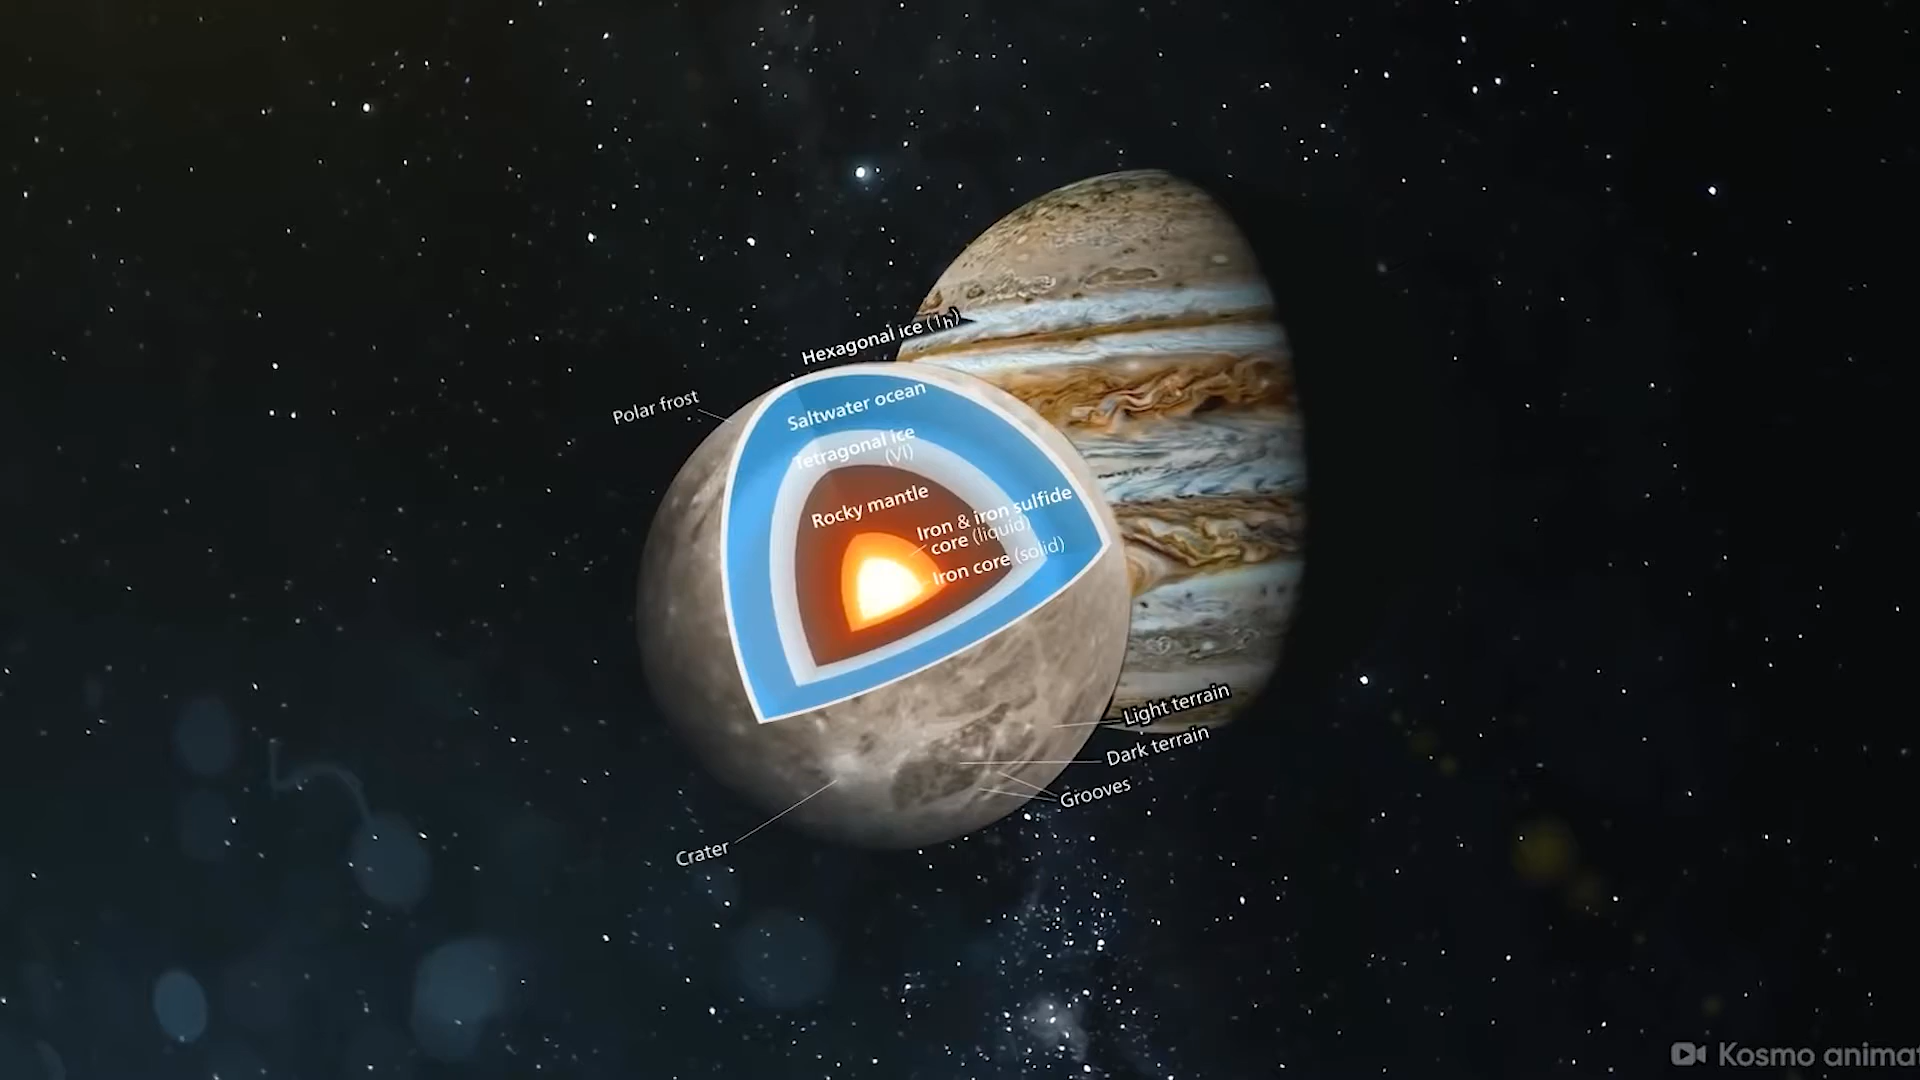 Hexagonal ice (1h)
Polar frost
Saltwater ocean
Tetragonal ice
(VI)
Rocky mantle
Iron & iron sulfide
core (liquid)
Iron core (solid)
Light terrain
Dark terrain
Grooves
Crater
Kosmo animat